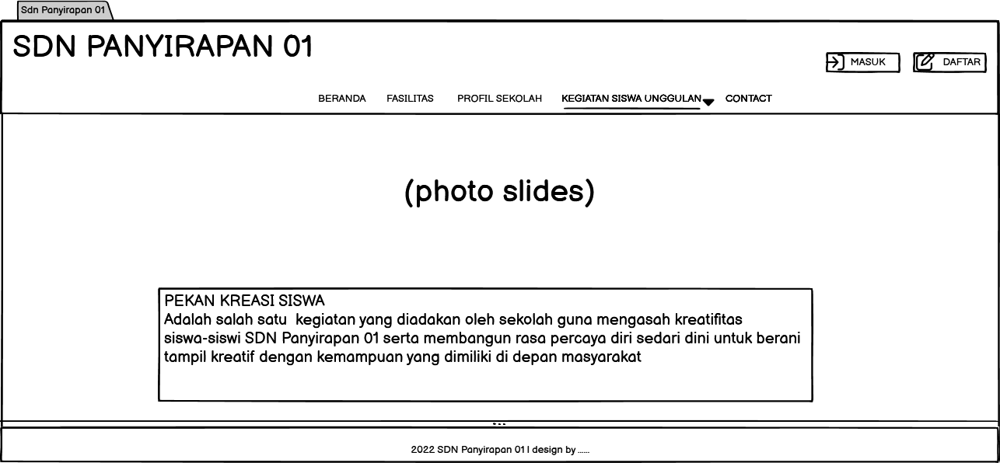 Sdn Panyirapan 01
SDN PANYIRAPAN 01
MASUK DAFTAR
BERANDA FASILITAS PROFIL SEKOLAH KEGIATAN SISWA UNGGULAN CONTACT
(photo slides)
PEKAN KREASI SISWA
Adalah salah satu kegiatan yang diadakan oleh sekolah guna mengasah kreatifitas
siswa-siswi SDN Panyirapan 01 serta membangun rasa percaya diri sedari dini untuk berani
tampil kreatif dengan kemampuan yang dimiliki di depan masyarakat
2022 SDN Panyirapan 01 | design by ......